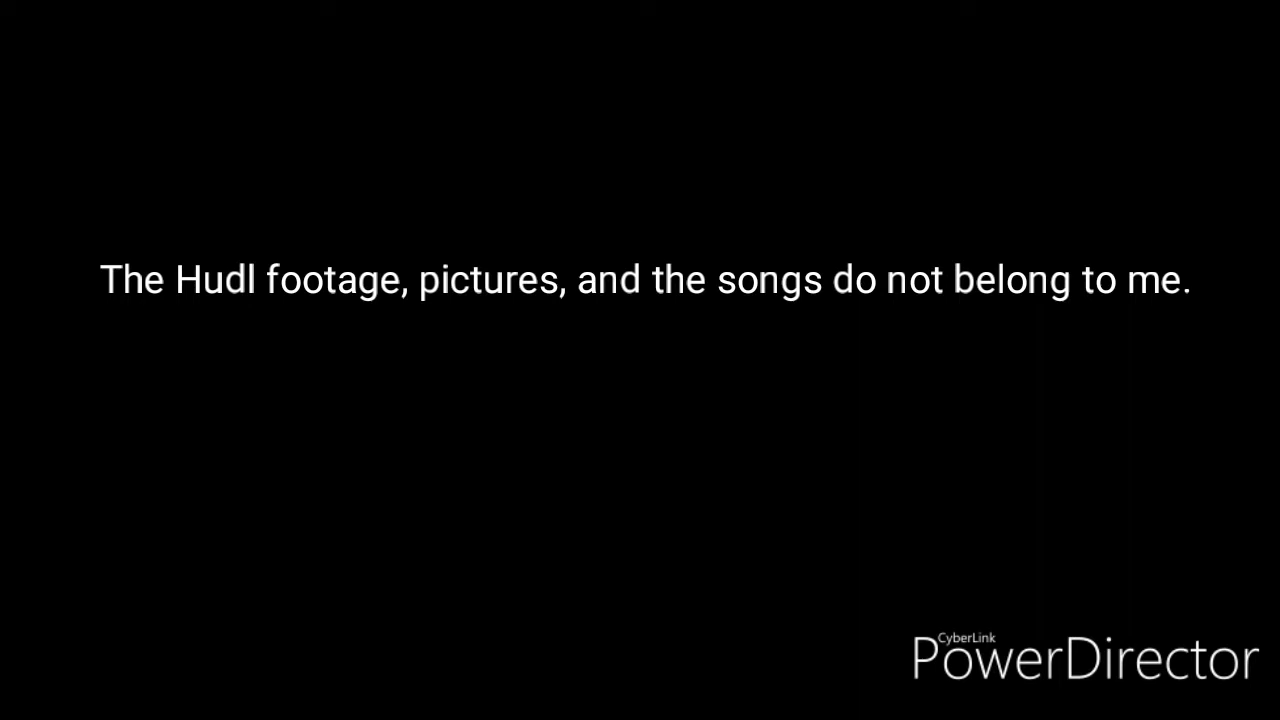 The Hudl footage, pictures, and the songs do not belong to me.
CyberLink
PowerDirector